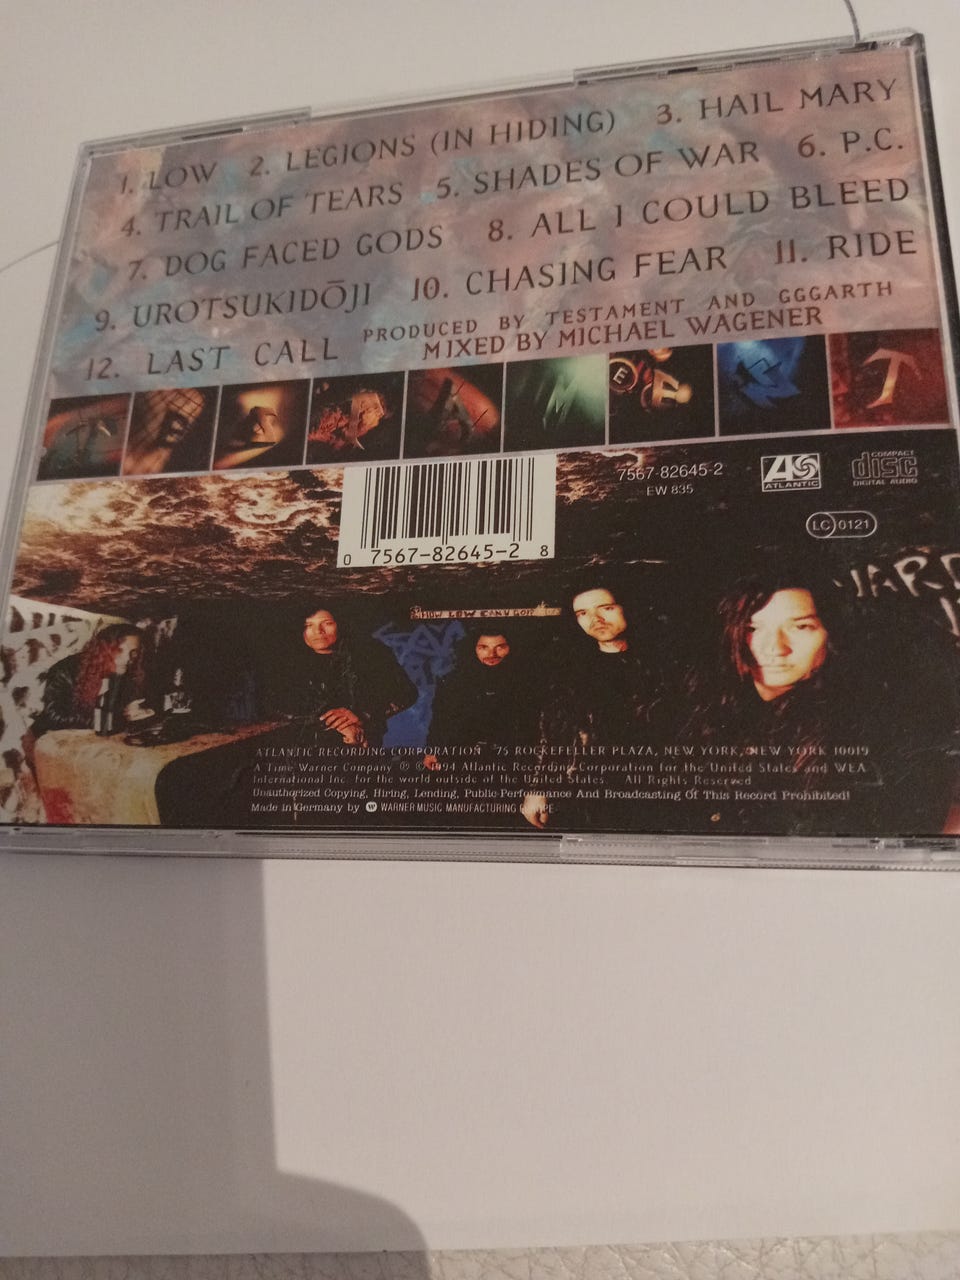 1. LOW 2. LEGIONS (IN HIDING) 3. HAIL MARY
4. TRAIL OF TEARS 5. SHADES OF WAR 6. P.C.
7. DOG FACED GODS 8. ALL I COULD BLEED
9. UROTSUKIDŌJI 10. CHASING FEAR 11. RIDE
12. LAST CALL
PRODUCED BY TESTAMENT AND GGGARTH
MIXED BY MICHAEL WAGENER
7567-82645-2
EW 835
ATLANTIC
COMPACT
disc
DIGITAL AUDIO
LC 0121
0 7567-82645-2 8
HOW LOW CAN U GO??
ATLANTIC RECORDING CORPORATION 75 ROCKEFELLER PLAZA, NEW YORK, NEW YORK 10019
A Time Warner Company ℗ © 1994 Atlantic Recording Corporation for the United States and WEA
International Inc. for the world outside of the United States. All Rights Reserved.
Unauthorized Copying, Hiring, Lending, Public Performance And Broadcasting Of This Record Prohibited!
Made in Germany by WARNER MUSIC MANUFACTURING EUROPE.